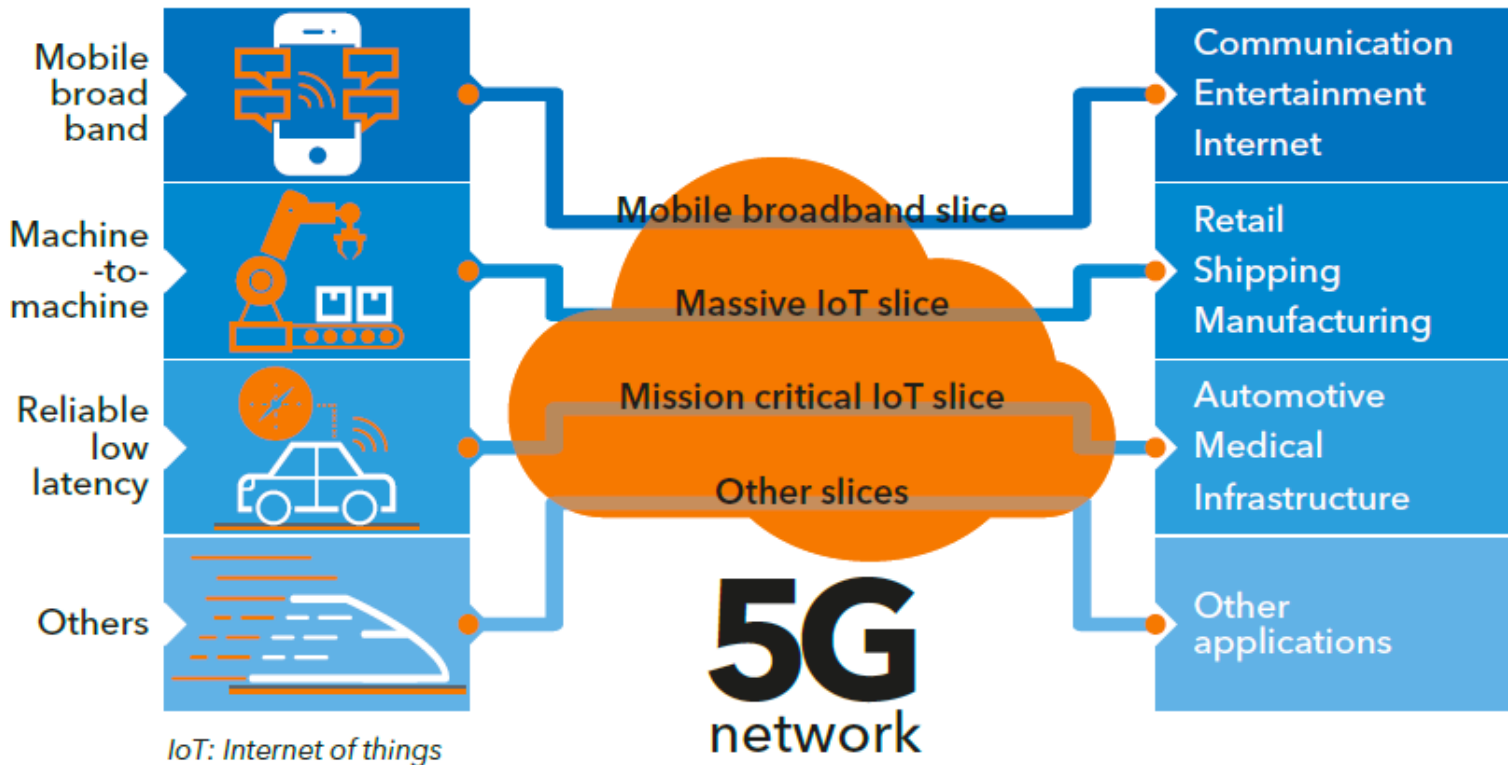 Mobile
broad
band
Machine
-to-
machine
Reliable
low
latency
Others
Mobile broadband slice
Massive IoT slice
Mission critical IoT slice
Other slices
5G
network
Communication
Entertainment
Internet
Retail
Shipping
Manufacturing
Automotive
Medical
Infrastructure
Other
applications
IoT: Internet of things